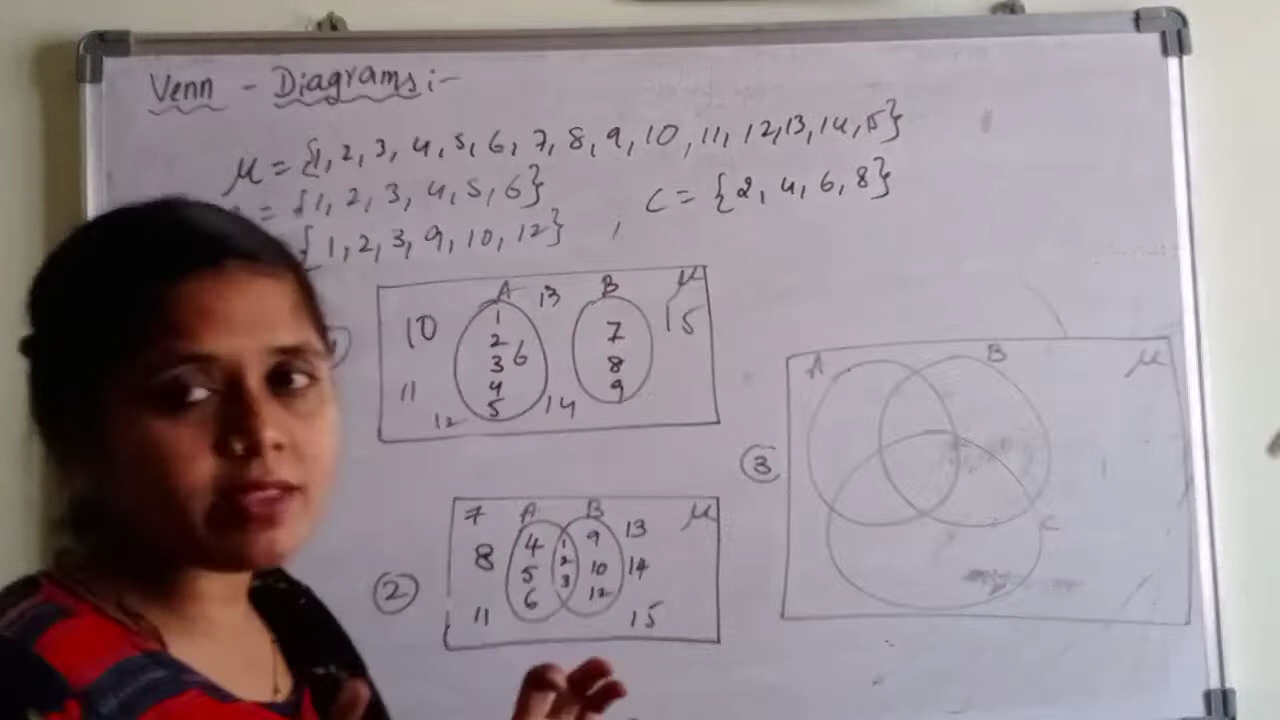 Venn - Diagrams :-
μ = {1, 2, 3, 4, 5, 6, 7, 8, 9, 10, 11, 12, 13, 14, 15}
= {1, 2, 3, 4, 5, 6}
C = {2, 4, 6, 8}
{1, 2, 3, 9, 10, 12} ,
A 13 B μ
10 1 7 15
2 6
3 8
11 4 9
12 5 14
A B μ
3
C
7 A B 13 μ
8 4 1 9
5 2 10 14
2
6 3 12
11 15